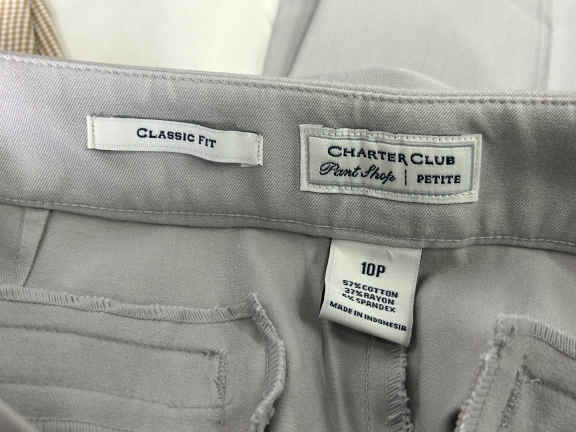 CLASSIC FIT
CHARTER CLUB
Pant Shop | PETITE
10P
57% COTTON
37% RAYON
6% SPANDEX
MADE IN INDONESIA